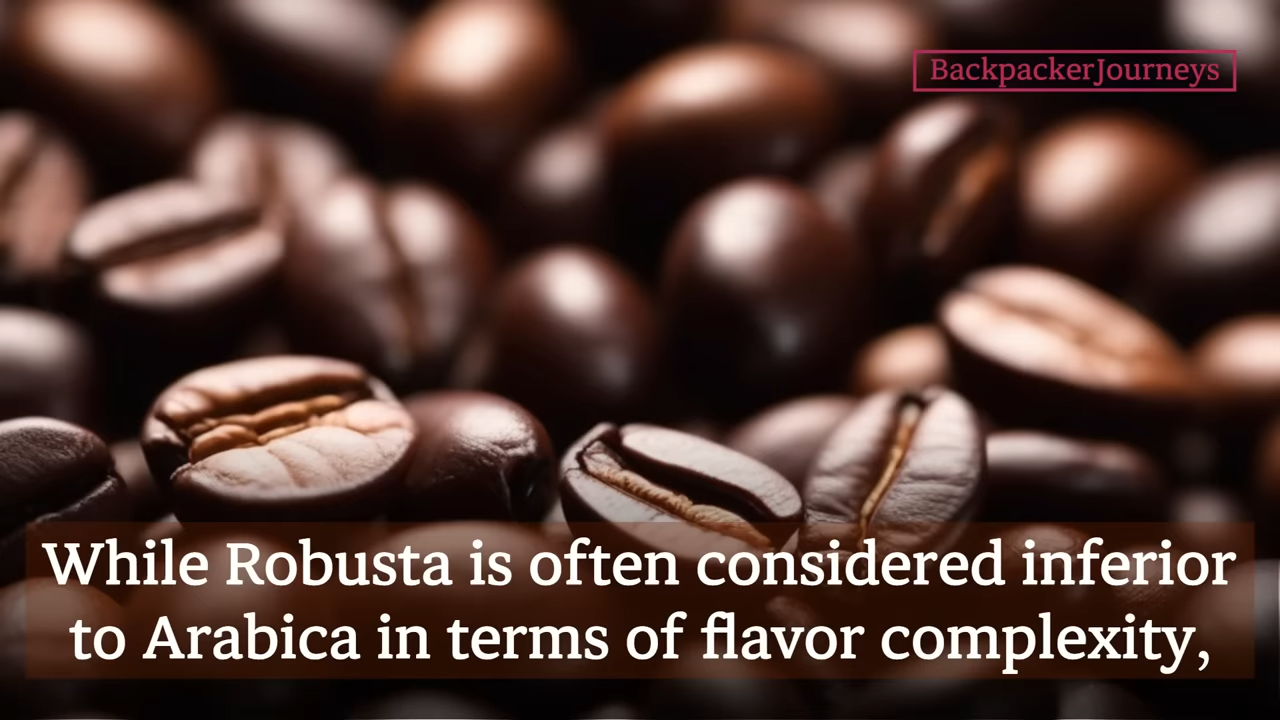 BackpackerJourneys
While Robusta is often considered inferior
to Arabica in terms of flavor complexity,